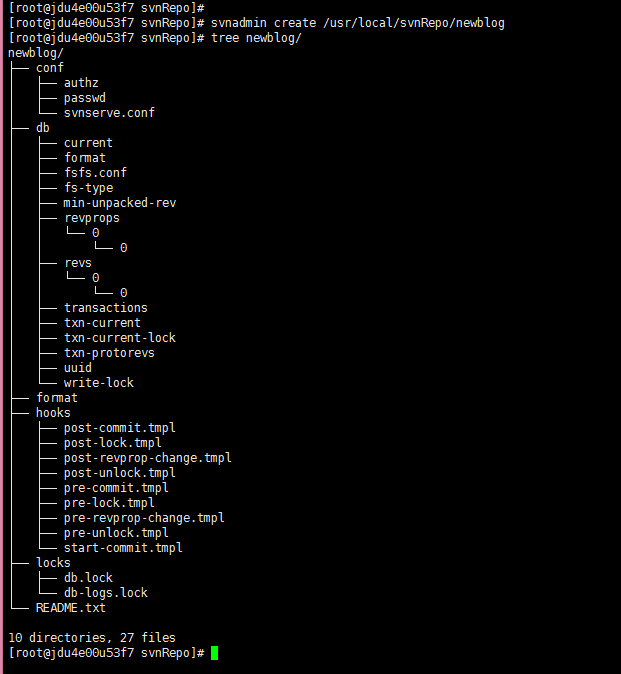 [root@jdu4e00u53f7 svnRepo]#
[root@jdu4e00u53f7 svnRepo]# svnadmin create /usr/local/svnRepo/newblog
[root@jdu4e00u53f7 svnRepo]# tree newblog/
newblog/
├── conf
│   ├── authz
│   ├── passwd
│   └── svnserve.conf
├── db
│   ├── current
│   ├── format
│   ├── fsfs.conf
│   ├── fs-type
│   ├── min-unpacked-rev
│   ├── revprops
│   │   └── 0
│   │       └── 0
│   ├── revs
│   │   └── 0
│   │       └── 0
│   ├── transactions
│   ├── txn-current
│   ├── txn-current-lock
│   ├── txn-protorevs
│   ├── uuid
│   └── write-lock
├── format
├── hooks
│   ├── post-commit.tmpl
│   ├── post-lock.tmpl
│   ├── post-revprop-change.tmpl
│   ├── post-unlock.tmpl
│   ├── pre-commit.tmpl
│   ├── pre-lock.tmpl
│   ├── pre-revprop-change.tmpl
│   ├── pre-unlock.tmpl
│   └── start-commit.tmpl
├── locks
│   ├── db.lock
│   └── db-logs.lock
└── README.txt

10 directories, 27 files
[root@jdu4e00u53f7 svnRepo]#